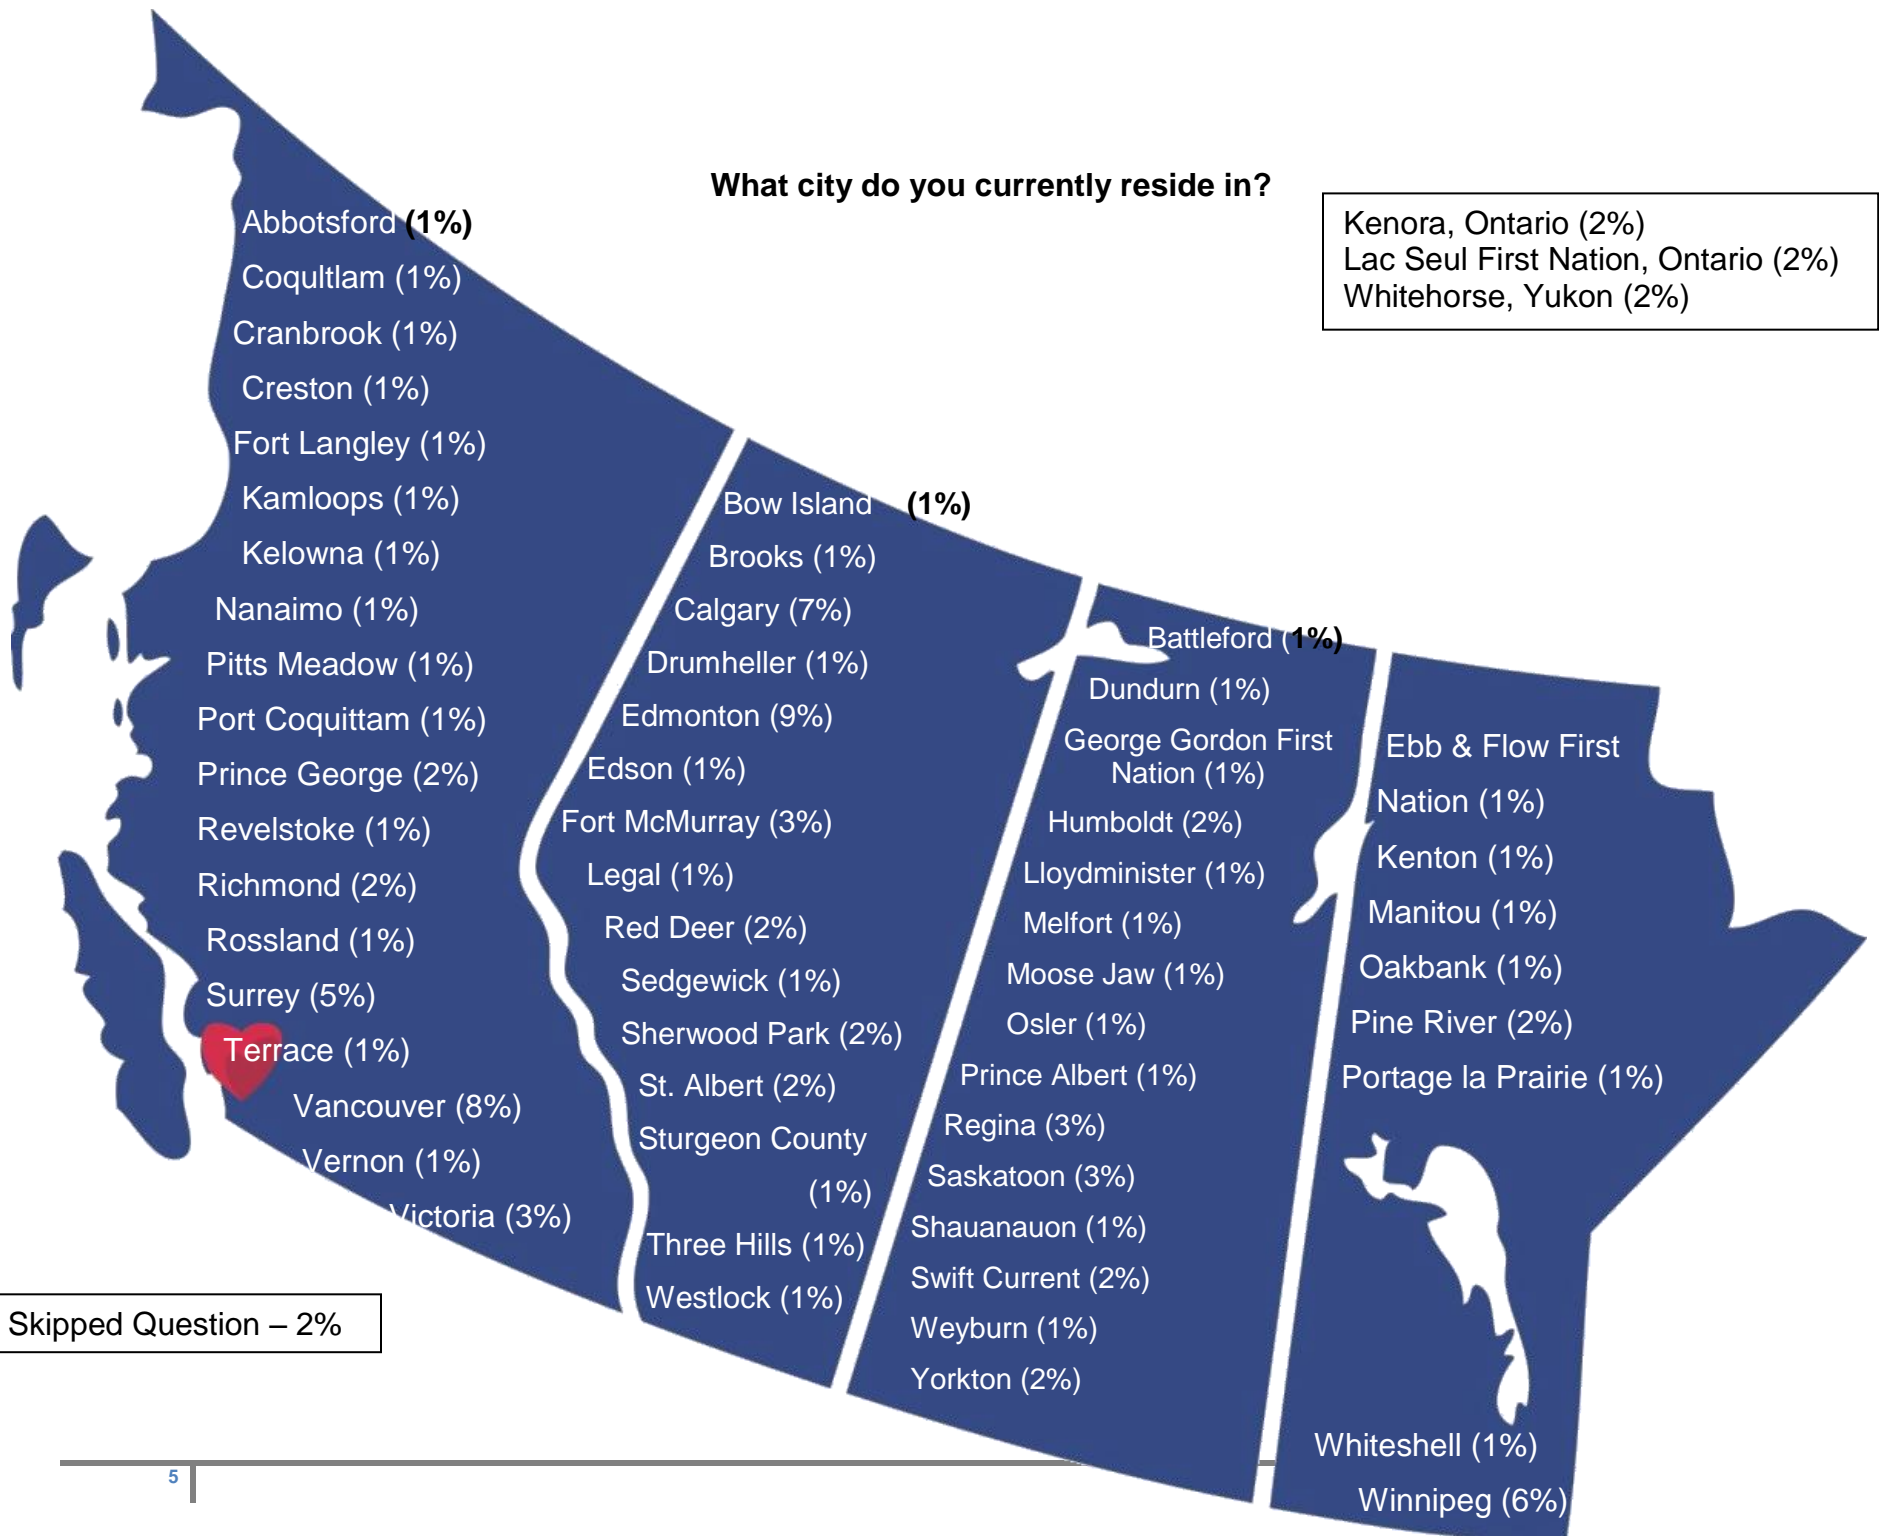 What city do you currently reside in?
Kenora, Ontario (2%)
Lac Seul First Nation, Ontario (2%)
Whitehorse, Yukon (2%)
Abbotsford (1%)
Coqultlam (1%)
Cranbrook (1%)
Creston (1%)
Fort Langley (1%)
Kamloops (1%)
Kelowna (1%)
Nanaimo (1%)
Pitts Meadow (1%)
Port Coquittam (1%)
Prince George (2%)
Revelstoke (1%)
Richmond (2%)
Rossland (1%)
Surrey (5%)
Terrace (1%)
Vancouver (8%)
Vernon (1%)
Victoria (3%)
Bow Island (1%)
Brooks (1%)
Calgary (7%)
Drumheller (1%)
Edmonton (9%)
Edson (1%)
Fort McMurray (3%)
Legal (1%)
Red Deer (2%)
Sedgewick (1%)
Sherwood Park (2%)
St. Albert (2%)
Sturgeon County
(1%)
Three Hills (1%)
Westlock (1%)
Battleford (1%)
Dundurn (1%)
George Gordon First
Nation (1%)
Humboldt (2%)
Lloydminister (1%)
Melfort (1%)
Moose Jaw (1%)
Osler (1%)
Prince Albert (1%)
Regina (3%)
Saskatoon (3%)
Shauanauon (1%)
Swift Current (2%)
Weyburn (1%)
Yorkton (2%)
Ebb & Flow First
Nation (1%)
Kenton (1%)
Manitou (1%)
Oakbank (1%)
Pine River (2%)
Portage la Prairie (1%)
Whiteshell (1%)
Winnipeg (6%)
Skipped Question – 2%
5